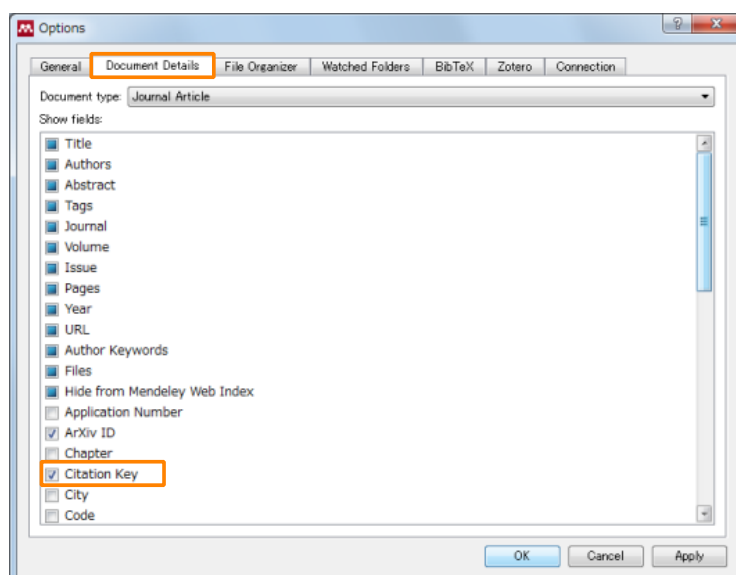 Options
General Document Details File Organizer Watched Folders BibTeX Zotero Connection
Document type: Journal Article
Show fields:
Title
Authors
Abstract
Tags
Journal
Volume
Issue
Pages
Year
URL
Author Keywords
Files
Hide from Mendeley Web Index
Application Number
ArXiv ID
Chapter
Citation Key
City
Code
OK Cancel Apply